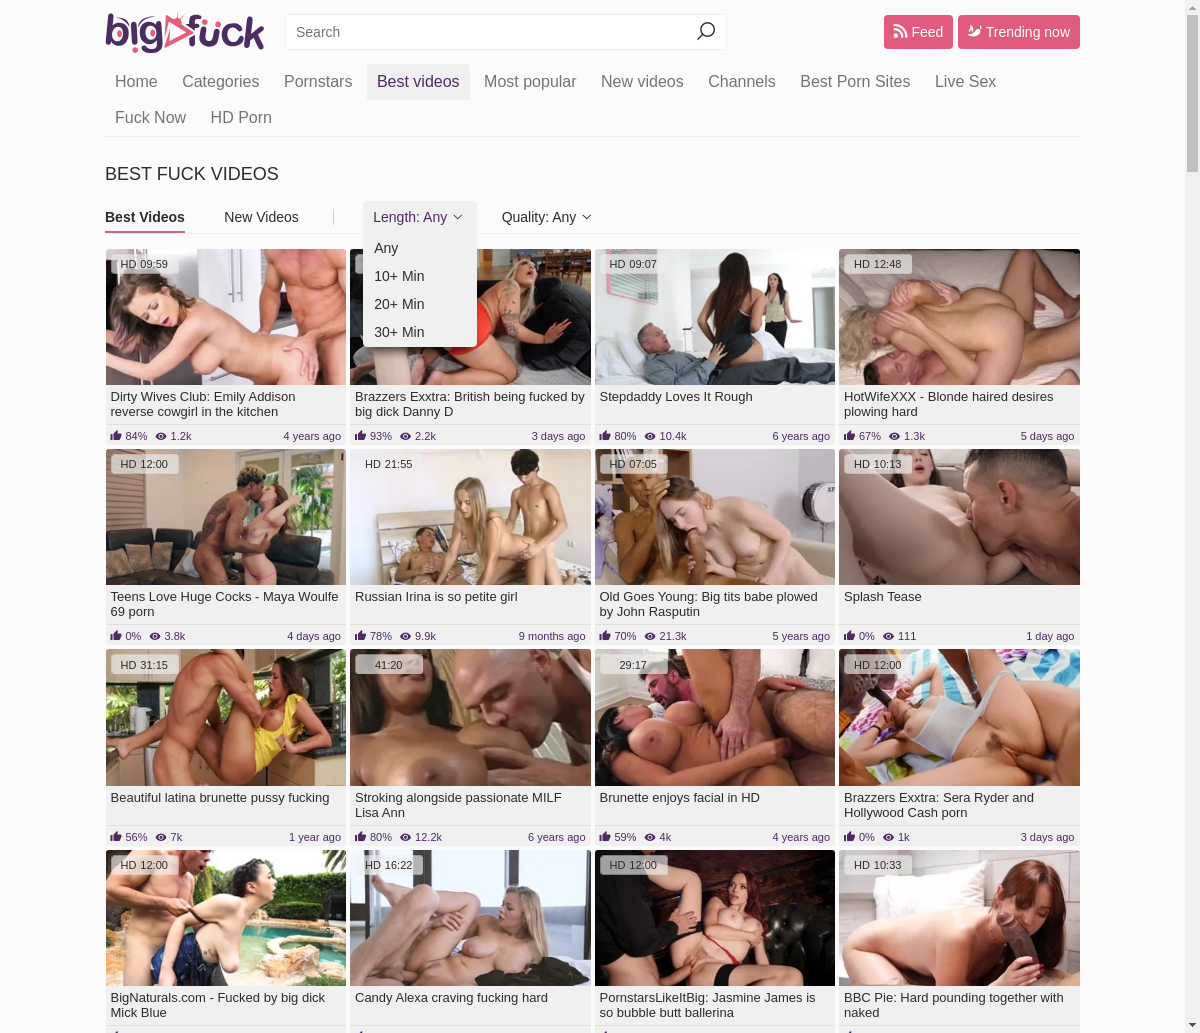 bigfuck
Search
Feed
Trending now
Home Categories Pornstars Best videos Most popular New videos Channels Best Porn Sites Live Sex
Fuck Now HD Porn
BEST FUCK VIDEOS
Best Videos New Videos Length: Any Quality: Any
Any
10+ Min
20+ Min
30+ Min
HD 09:59
HD 09:07
HD 12:48
Dirty Wives Club: Emily Addison
reverse cowgirl in the kitchen
84% 1.2k 4 years ago
Brazzers Exxtra: British being fucked by
big dick Danny D
93% 2.2k 3 days ago
Stepdaddy Loves It Rough
80% 10.4k 6 years ago
HotWifeXXX - Blonde haired desires
plowing hard
67% 1.3k 5 days ago
HD 12:00
HD 21:55
HD 07:05
HD 10:13
Teens Love Huge Cocks - Maya Woulfe
69 porn
0% 3.8k 4 days ago
Russian Irina is so petite girl
78% 9.9k 9 months ago
Old Goes Young: Big tits babe plowed
by John Rasputin
70% 21.3k 5 years ago
Splash Tease
0% 111 1 day ago
HD 31:15
41:20
29:17
HD 12:00
Beautiful latina brunette pussy fucking
56% 7k 1 year ago
Stroking alongside passionate MILF
Lisa Ann
80% 12.2k 6 years ago
Brunette enjoys facial in HD
59% 4k 4 years ago
Brazzers Exxtra: Sera Ryder and
Hollywood Cash porn
0% 1k 3 days ago
HD 12:00
HD 16:22
HD 12:00
HD 10:33
BigNaturals.com - Fucked by big dick
Mick Blue
Candy Alexa craving fucking hard
PornstarsLikeItBig: Jasmine James is
so bubble butt ballerina
BBC Pie: Hard pounding together with
naked